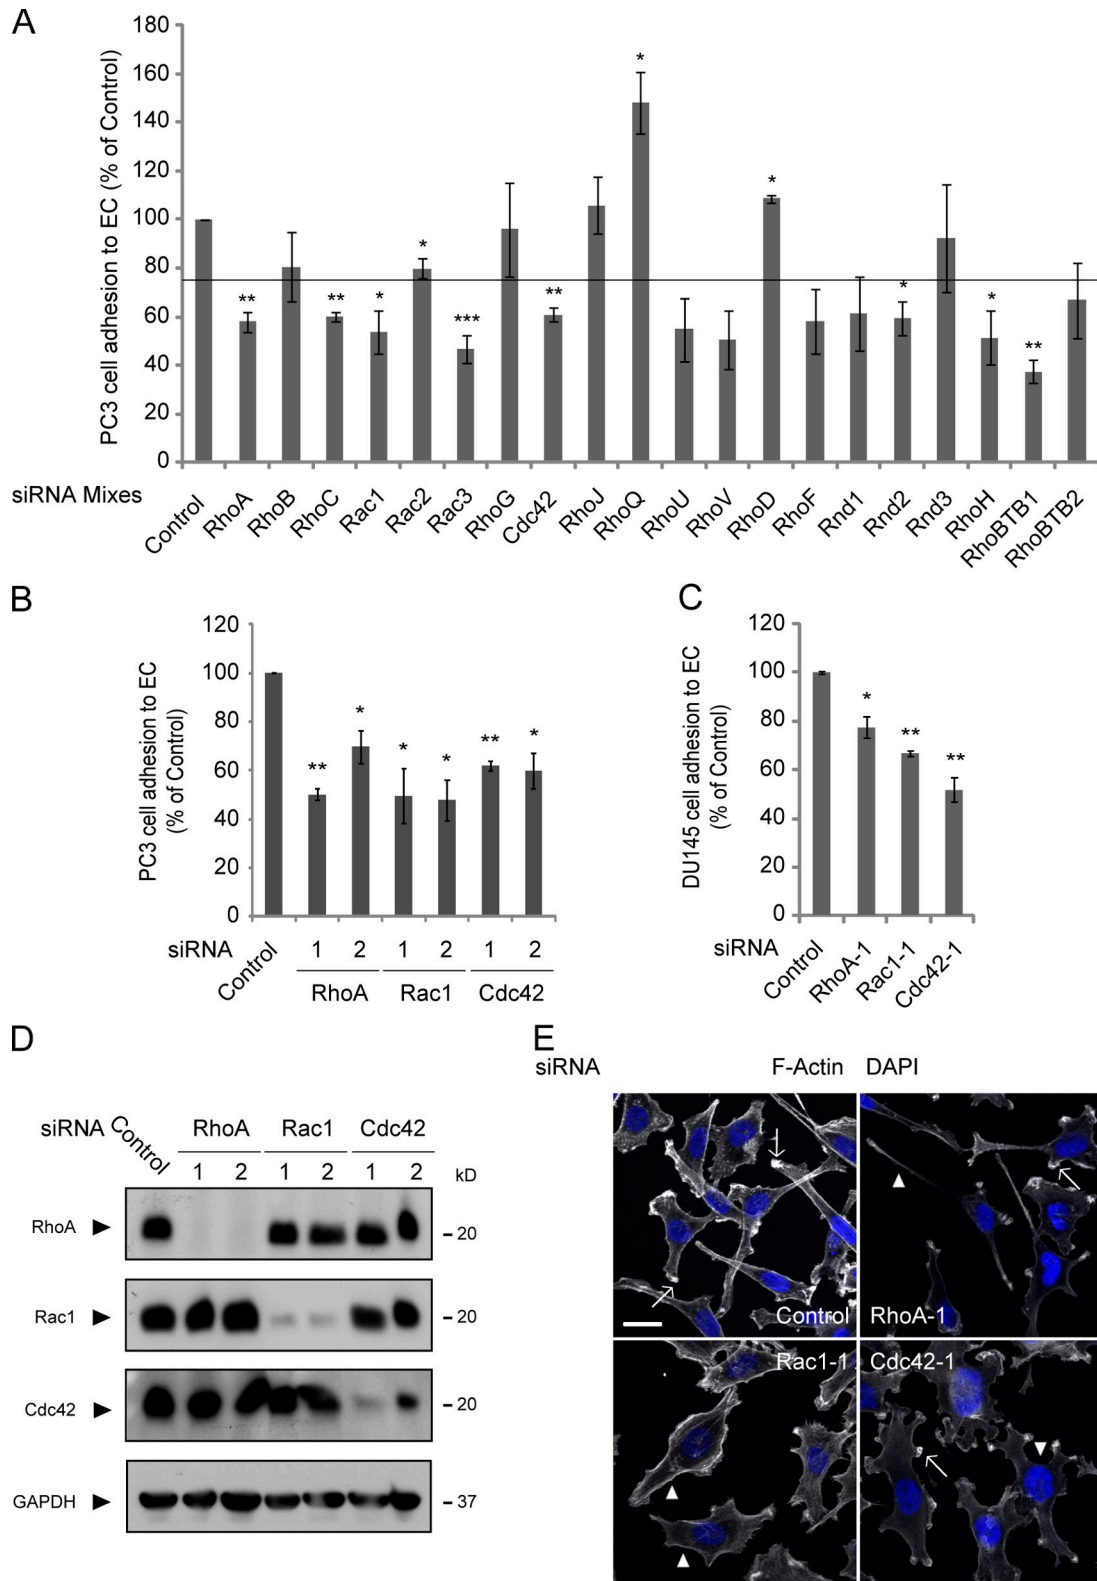 A
PC3 cell adhesion to EC (% of Control)
180
160
140
120
100
80
60
40
20
0
* ** ** * * *** ** * * * * **
siRNA Mixes
Control RhoA RhoB RhoC Rac1 Rac2 Rac3 RhoG Cdc42 RhoJ RhoQ RhoU RhoV RhoD RhoF Rnd1 Rnd2 Rnd3 RhoH RhoBTB1 RhoBTB2
B
PC3 cell adhesion to EC
(% of Control)
120
100
80
60
40
20
0
** * * * ** *
siRNA Control 1 2 1 2 1 2
RhoA Rac1 Cdc42
C
DU145 cell adhesion to EC
(% of Control)
120
100
80
60
40
20
0
* ** **
siRNA
Control RhoA-1 Rac1-1 Cdc42-1
D
siRNA Control RhoA Rac1 Cdc42
1 2 1 2 1 2 kD
RhoA – 20
Rac1 – 20
Cdc42 – 20
GAPDH – 37
E
siRNA F-Actin DAPI
Control RhoA-1
Rac1-1 Cdc42-1